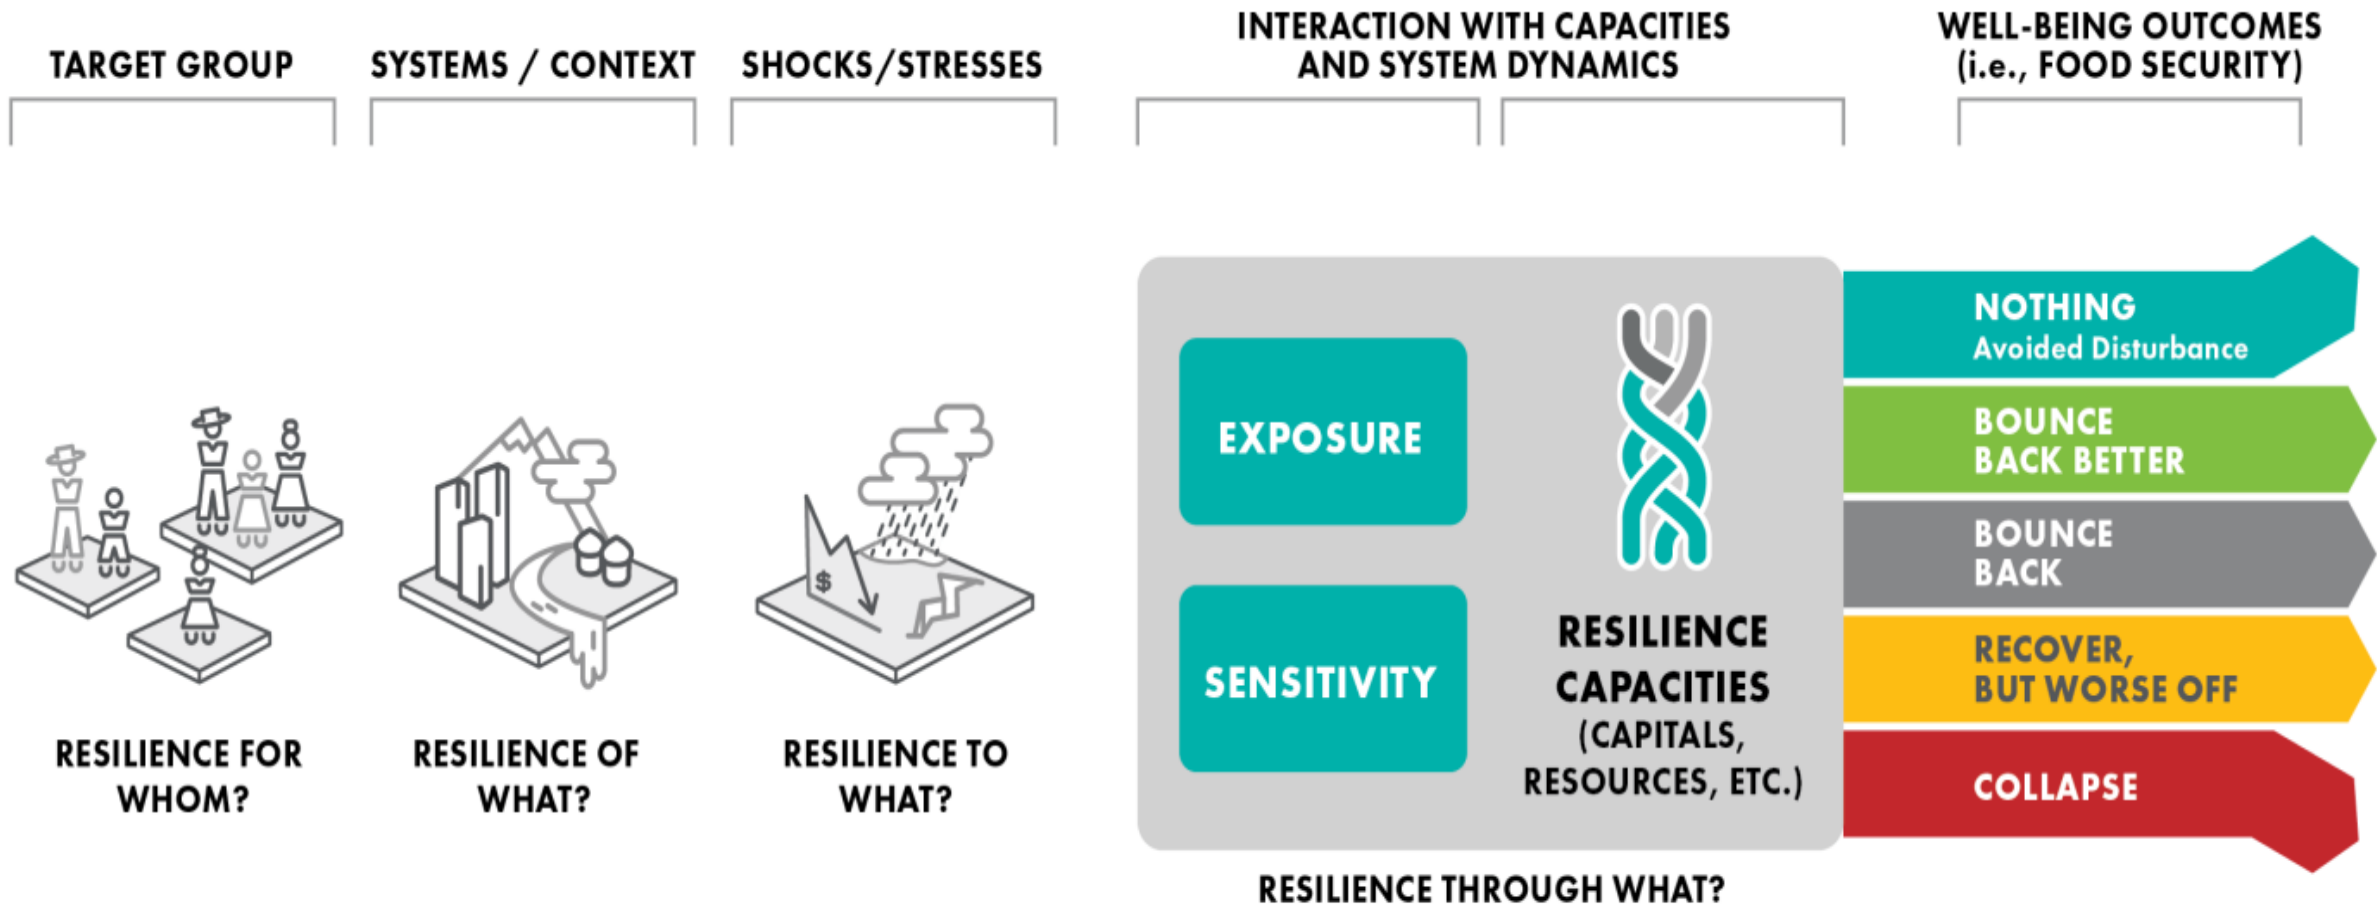 TARGET GROUP
SYSTEMS / CONTEXT
SHOCKS/STRESSES
INTERACTION WITH CAPACITIES
AND SYSTEM DYNAMICS
WELL-BEING OUTCOMES
(i.e., FOOD SECURITY)
$
RESILIENCE FOR
WHOM?
RESILIENCE OF
WHAT?
RESILIENCE TO
WHAT?
EXPOSURE
SENSITIVITY
RESILIENCE
CAPACITIES
(CAPITALS,
RESOURCES, ETC.)
RESILIENCE THROUGH WHAT?
NOTHING
Avoided Disturbance
BOUNCE
BACK BETTER
BOUNCE
BACK
RECOVER,
BUT WORSE OFF
COLLAPSE